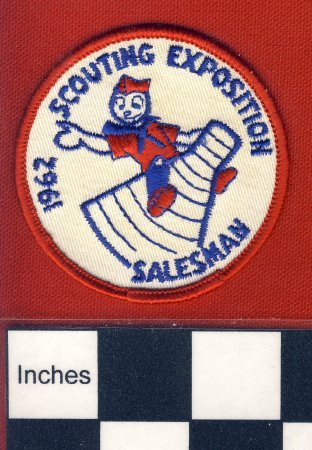 1962 SCOUTING EXPOSITION
SALESMAN
Inches